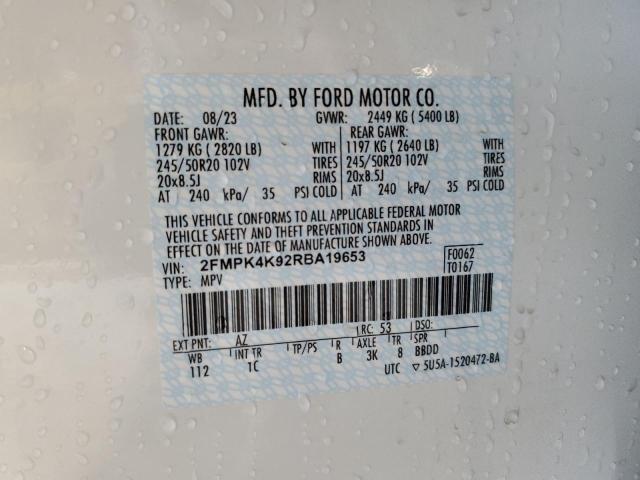 MFD. BY FORD MOTOR CO.
DATE: 08/23 GVWR: 2449 KG ( 5400 LB)
FRONT GAWR: REAR GAWR:
1279 KG ( 2820 LB) WITH 1197 KG ( 2640 LB) WITH
245/50R20 102V TIRES 245/50R20 102V TIRES
20x8.5J RIMS 20x8.5J RIMS
AT 240 kPa/ 35 PSI COLD AT 240 kPa/ 35 PSI COLD
THIS VEHICLE CONFORMS TO ALL APPLICABLE FEDERAL MOTOR
VEHICLE SAFETY AND THEFT PREVENTION STANDARDS IN
EFFECT ON THE DATE OF MANUFACTURE SHOWN ABOVE.
VIN: 2FMPK4K92RBA19653 F0062
TYPE: MPV T0167
EXT PNT: AZ RC: 53 DSO:
WB INT TR TP/PS R AXLE TR SPR
112 1C B 3K 8 BBDD
UTC ▽ 5U5A-1520472-BA